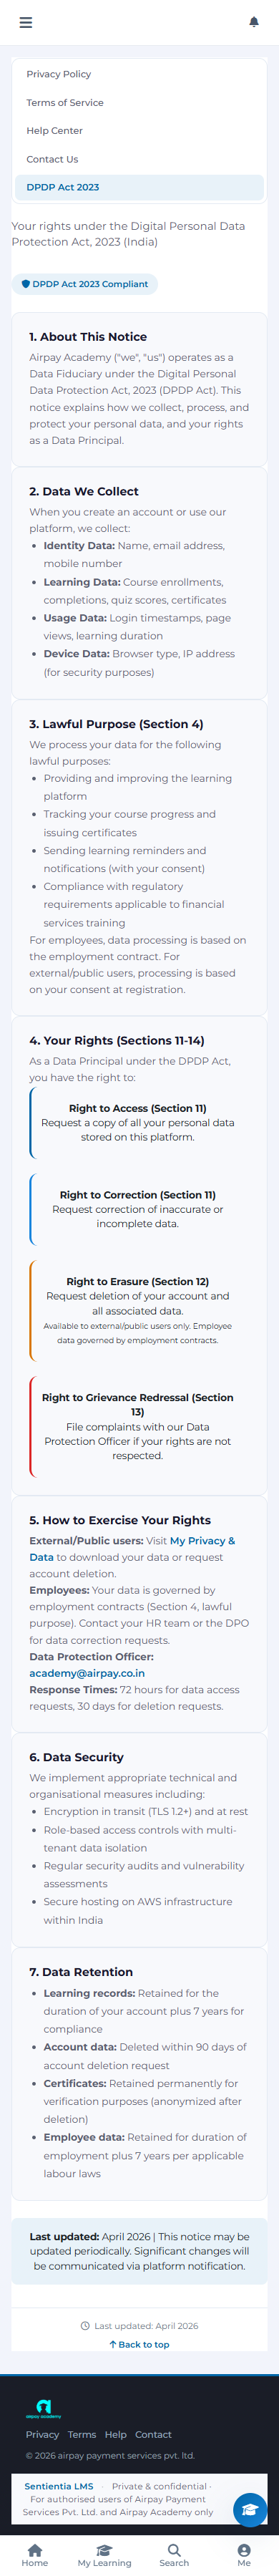 Privacy Policy
Terms of Service
Help Center
Contact Us
DPDP Act 2023
Your rights under the Digital Personal Data
Protection Act, 2023 (India)
DPDP Act 2023 Compliant
1. About This Notice
Airpay Academy ("we", "us") operates as a
Data Fiduciary under the Digital Personal
Data Protection Act, 2023 (DPDP Act). This
notice explains how we collect, process, and
protect your personal data, and your rights
as a Data Principal.
2. Data We Collect
When you create an account or use our
platform, we collect:
• Identity Data: Name, email address,
mobile number
• Learning Data: Course enrollments,
completions, quiz scores, certificates
• Usage Data: Login timestamps, page
views, learning duration
• Device Data: Browser type, IP address
(for security purposes)
3. Lawful Purpose (Section 4)
We process your data for the following
lawful purposes:
• Providing and improving the learning
platform
• Tracking your course progress and
issuing certificates
• Sending learning reminders and
notifications (with your consent)
• Compliance with regulatory
requirements applicable to financial
services training
For employees, data processing is based on
the employment contract. For
external/public users, processing is based
on your consent at registration.
4. Your Rights (Sections 11-14)
As a Data Principal under the DPDP Act,
you have the right to:
Right to Access (Section 11)
Request a copy of all your personal data
stored on this platform.
Right to Correction (Section 11)
Request correction of inaccurate or
incomplete data.
Right to Erasure (Section 12)
Request deletion of your account and
all associated data.
Available to external/public users only. Employee
data governed by employment contracts.
Right to Grievance Redressal (Section
13)
File complaints with our Data
Protection Officer if your rights are not
respected.
5. How to Exercise Your Rights
External/Public users: Visit My Privacy &
Data to download your data or request
account deletion.
Employees: Your data is governed by
employment contracts (Section 4, lawful
purpose). Contact your HR team or the DPO
for data correction requests.
Data Protection Officer:
academy@airpay.co.in
Response Times: 72 hours for data access
requests, 30 days for deletion requests.
6. Data Security
We implement appropriate technical and
organisational measures including:
• Encryption in transit (TLS 1.2+) and at rest
• Role-based access controls with multi-
tenant data isolation
• Regular security audits and vulnerability
assessments
• Secure hosting on AWS infrastructure
within India
7. Data Retention
• Learning records: Retained for the
duration of your account plus 7 years for
compliance
• Account data: Deleted within 90 days of
account deletion request
• Certificates: Retained permanently for
verification purposes (anonymized after
deletion)
• Employee data: Retained for duration of
employment plus 7 years per applicable
labour laws
Last updated: April 2026 | This notice may be
updated periodically. Significant changes will
be communicated via platform notification.
Last updated: April 2026
Back to top
airpay academy
Privacy Terms Help Contact
© 2026 airpay payment services pvt. ltd.
Sentientia LMS · Private & confidential ·
For authorised users of Airpay Payment
Services Pvt. Ltd. and Airpay Academy only
Home My Learning Search Me